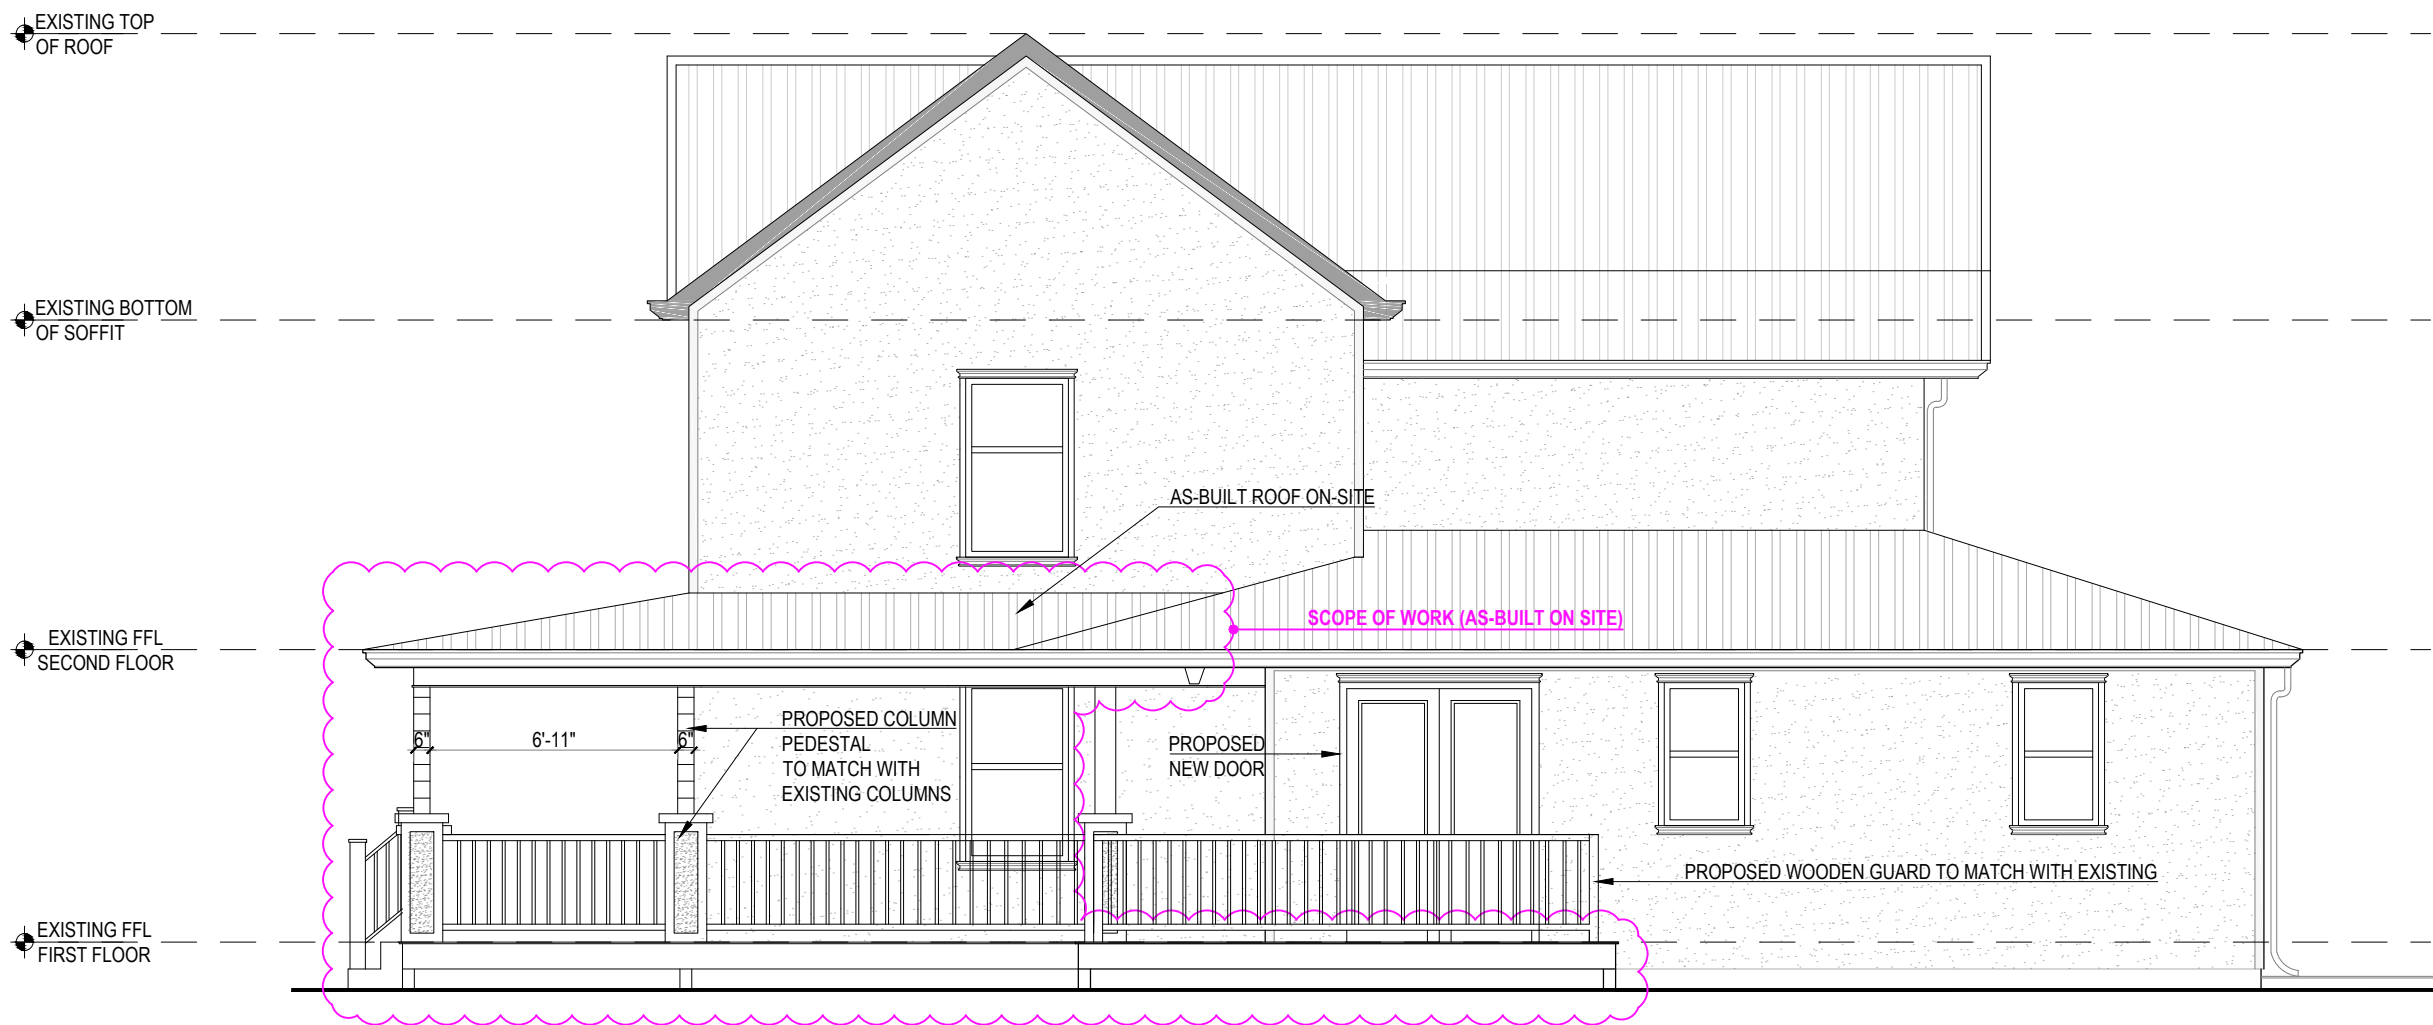 EXISTING TOP
OF ROOF
EXISTING BOTTOM
OF SOFFIT
AS-BUILT ROOF ON-SITE
SCOPE OF WORK (AS-BUILT ON SITE)
EXISTING FFL
SECOND FLOOR
6"
6'-11"
6"
PROPOSED COLUMN
PEDESTAL
TO MATCH WITH
EXISTING COLUMNS
PROPOSED
NEW DOOR
PROPOSED WOODEN GUARD TO MATCH WITH EXISTING
EXISTING FFL
FIRST FLOOR